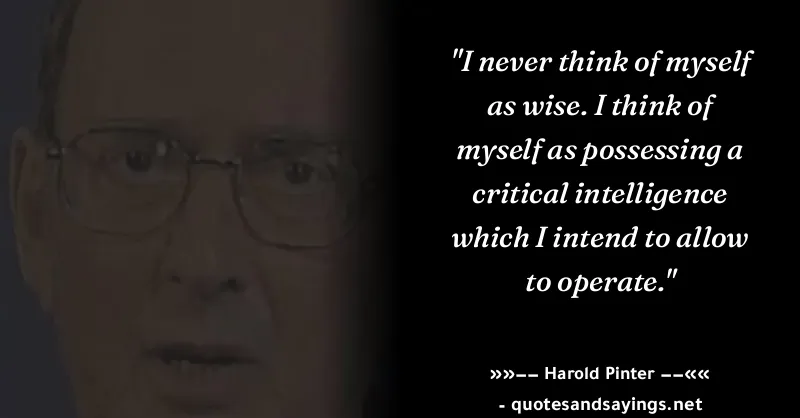 "I never think of myself
as wise. I think of
myself as possessing a
critical intelligence
which I intend to allow
to operate."
»»–– Harold Pinter ––««
- quotesandsayings.net